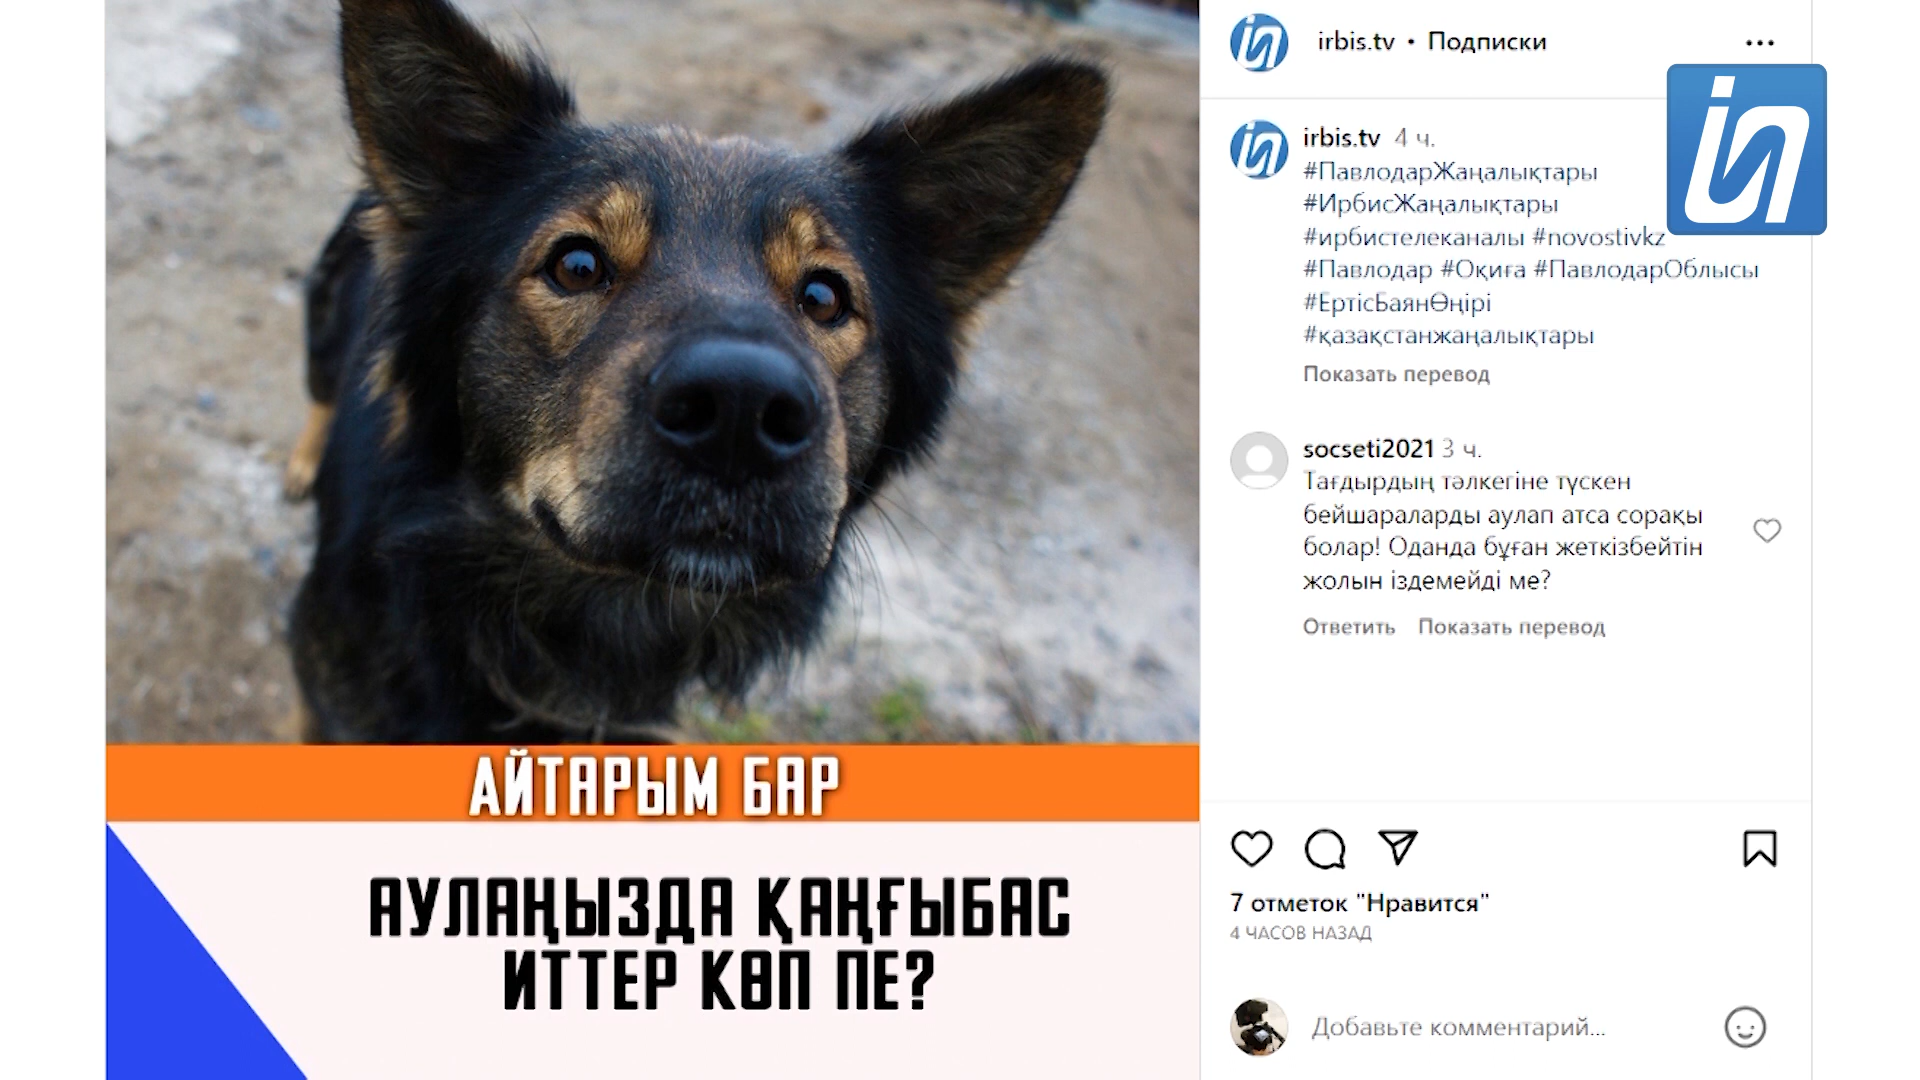 irbis.tv • Подписки
irbis.tv 4 ч.
#ПавлодарЖаңалықтары
#ИрбисЖаңалықтары
#ирбистелеканалы #novostivkz
#Павлодар #Оқиға #ПавлодарОблысы
#ЕртісБаянӨңірі
#қазақстанжаңалықтары
Показать перевод
socseti2021 3 ч.
Тағдырдың тәлкегіне түскен
бейшараларды аулап атса сорақы
болар! Оданда бұған жеткізбейтін
жолын іздемейді ме?
Ответить Показать перевод
АЙТАРЫМ БАР
АУЛАҢЫЗДА ҚАҢҒЫБАС
ИТТЕР КӨП ПЕ?
7 отметок "Нравится"
4 ЧАСОВ НАЗАД
Добавьте комментарий...